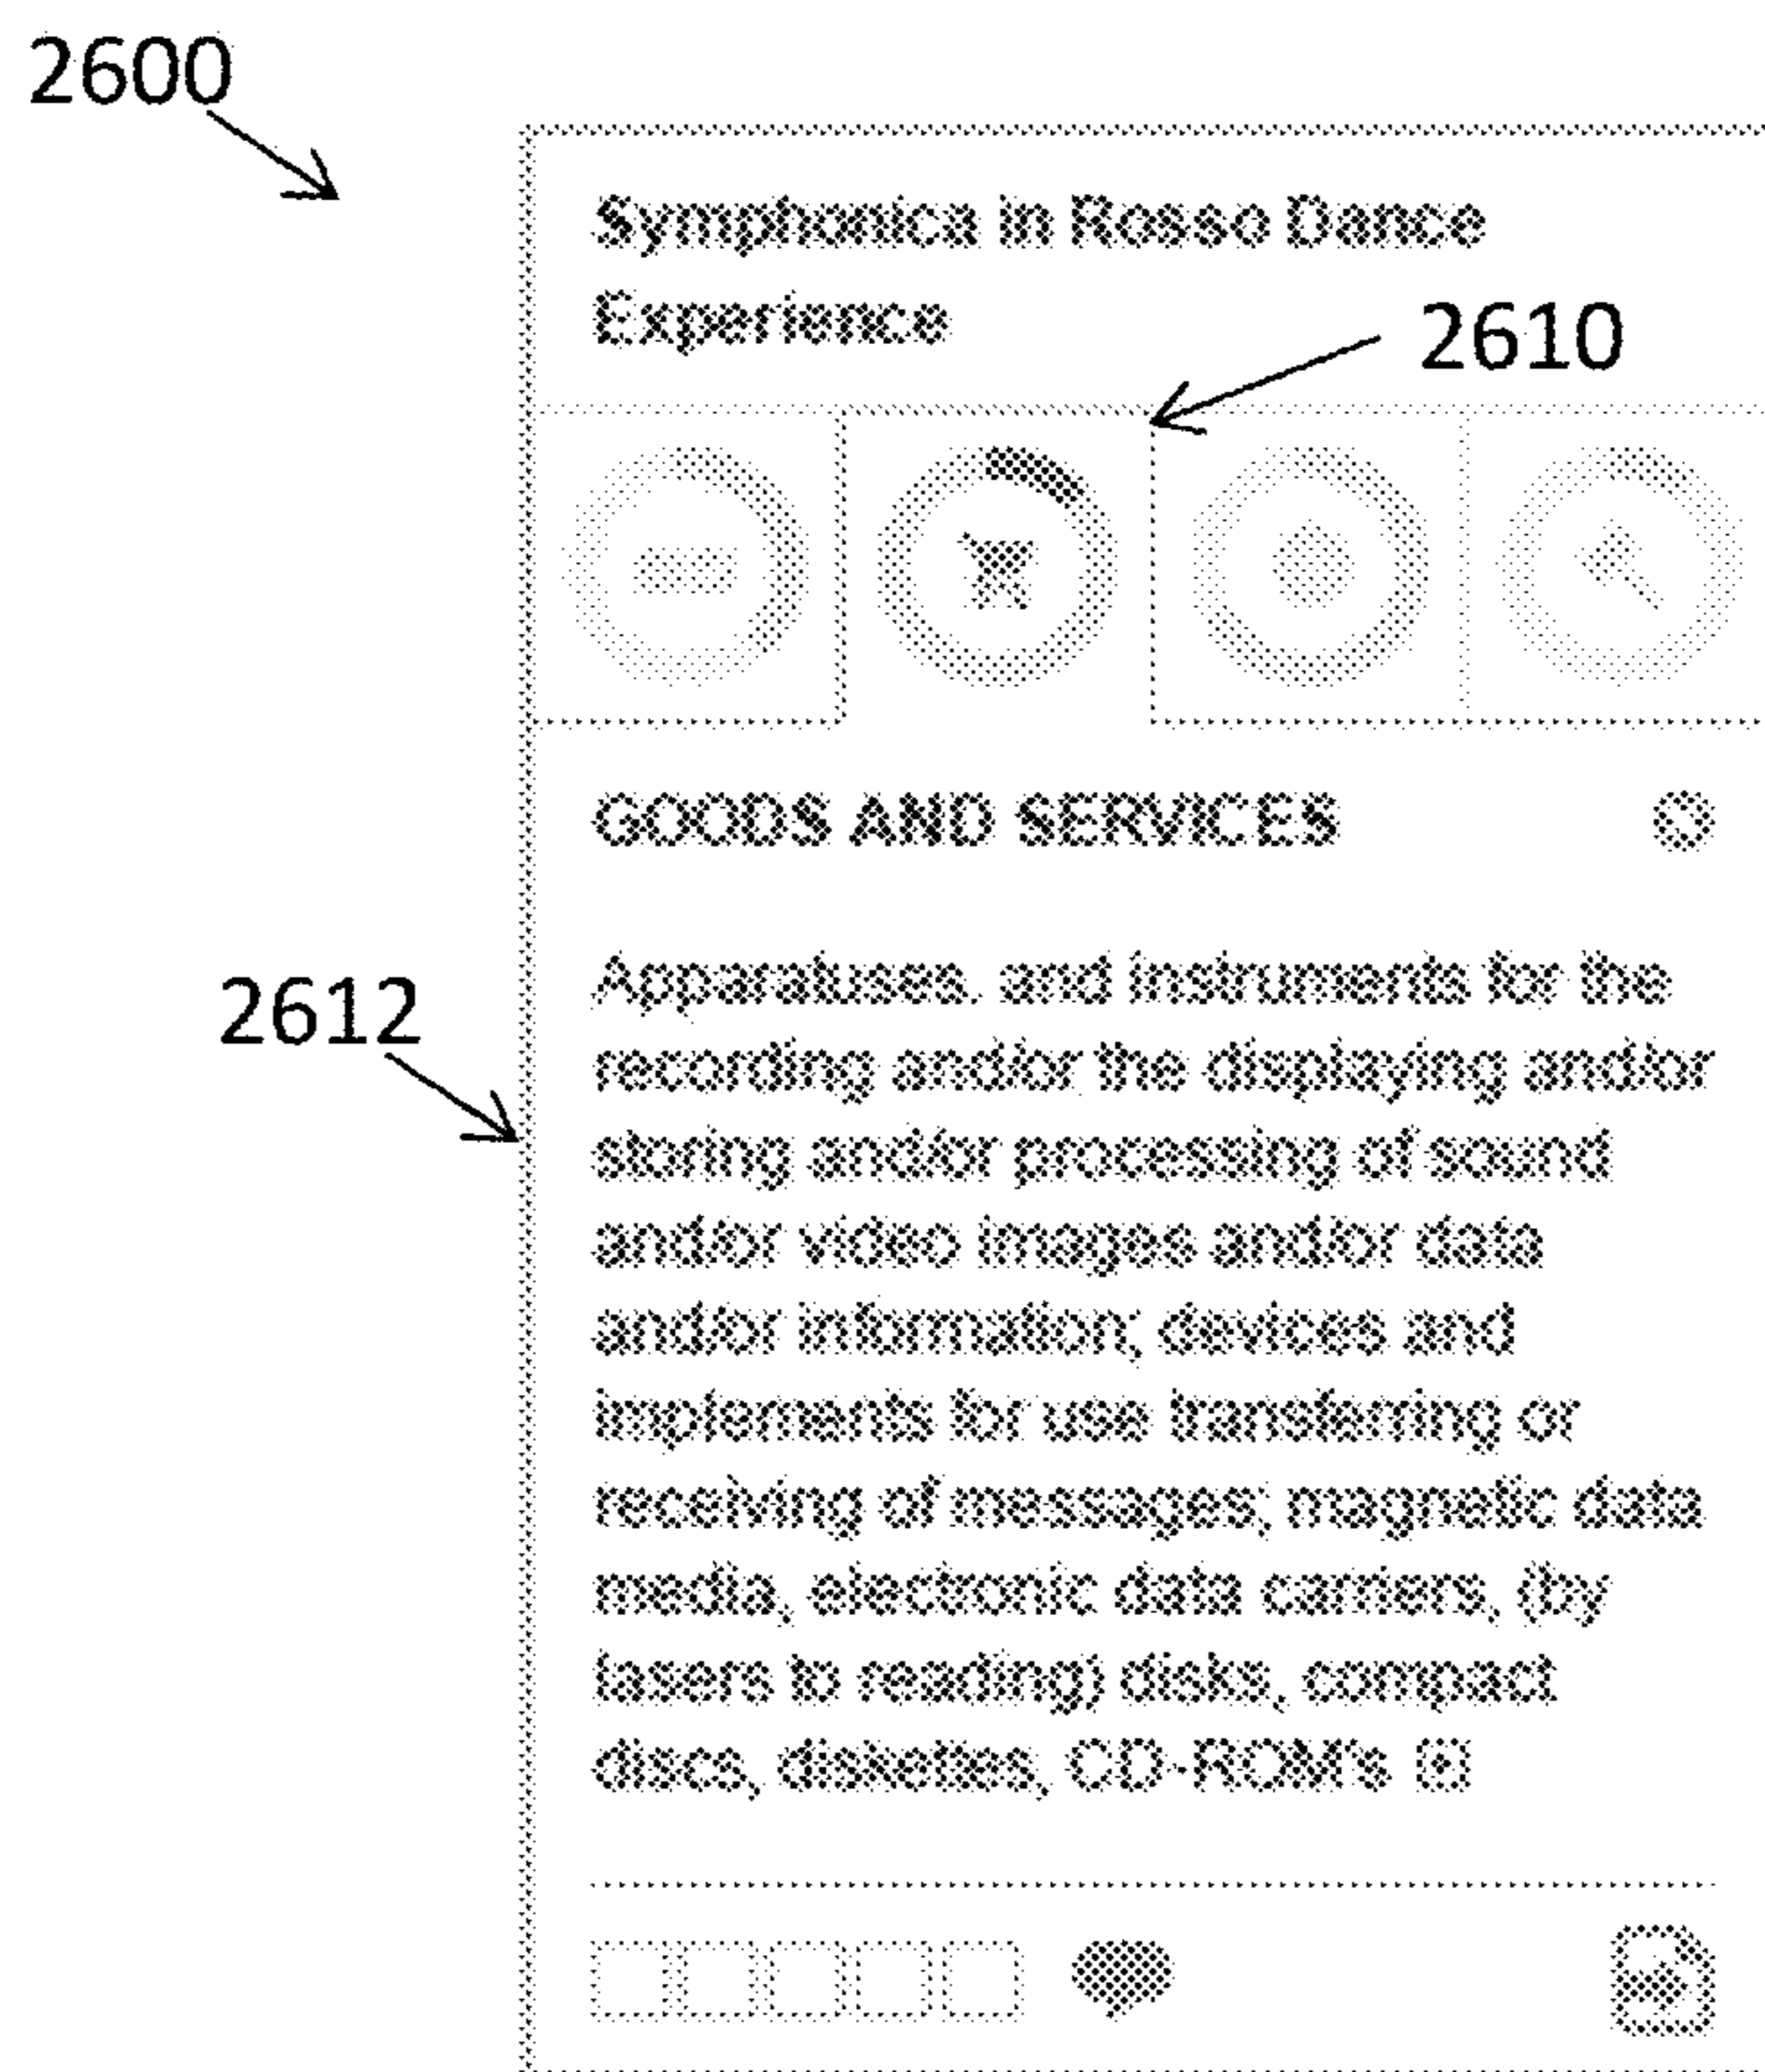 2600
Symphonica in Rosso Dance
Experience
2610
GOODS AND SERVICES
2612
Apparatuses. and instruments for the
recording and/or the displaying and/or
storing and/or processing of sound
and/or video images and/or data
and/or information; devices and
implements for use transferring or
receiving of messages; magnetic data
media, electronic data carriers, (by
lasers to reading) disks, compact
discs, diskettes, CD-ROM's